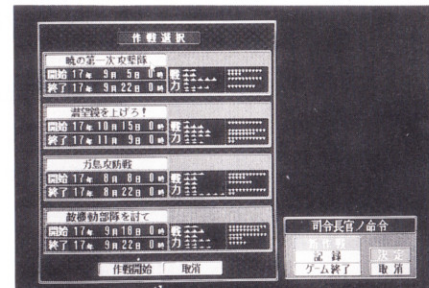 作戦選択
暁の第一次攻撃隊
開始 17年 9月 5日 0時 戦
終了 17年 9月22日 0時 力
潜望鏡を上げろ!
開始 17年10月15日 0時 戦
終了 17年11月 9日 0時 力
ガ島攻防戦
開始 17年 8月 8日 0時 戦
終了 17年 8月22日 0時 力
敵機動部隊を討て
開始 17年 9月18日 0時 戦
終了 17年 9月22日 0時 力
作戦開始 取消
司令長官ノ命令
新作戦
記録 決定
ゲーム終了 取消